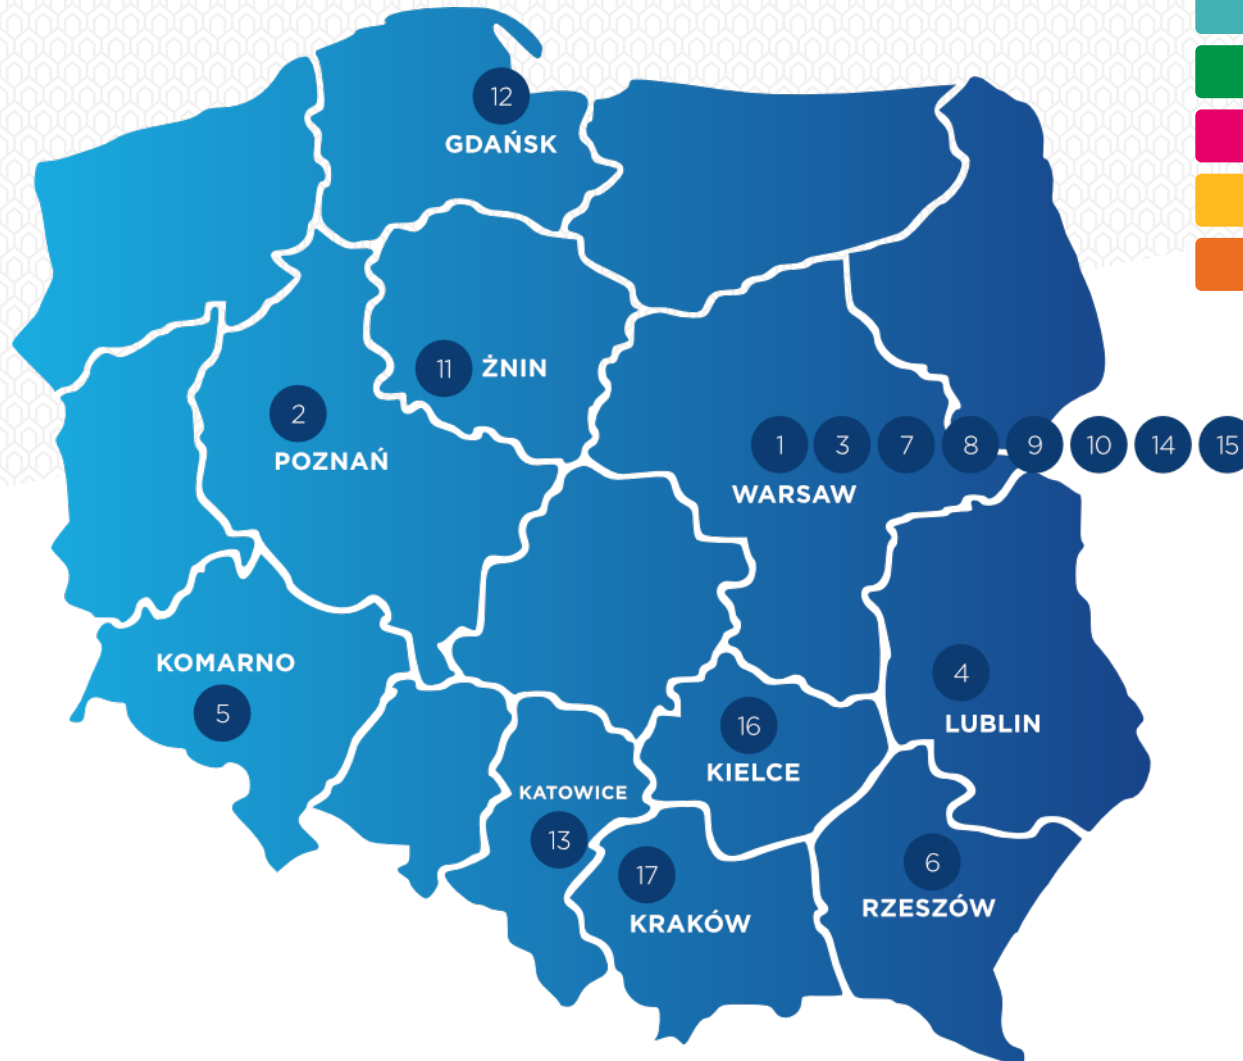 12
GDAŃSK
11 ŻNIN
2
POZNAŃ
1 3 7 8 9 10 14 15
WARSAW
KOMARNO
5
4
LUBLIN
16
KIELCE
KATOWICE
13
17
KRAKÓW
6
RZESZÓW